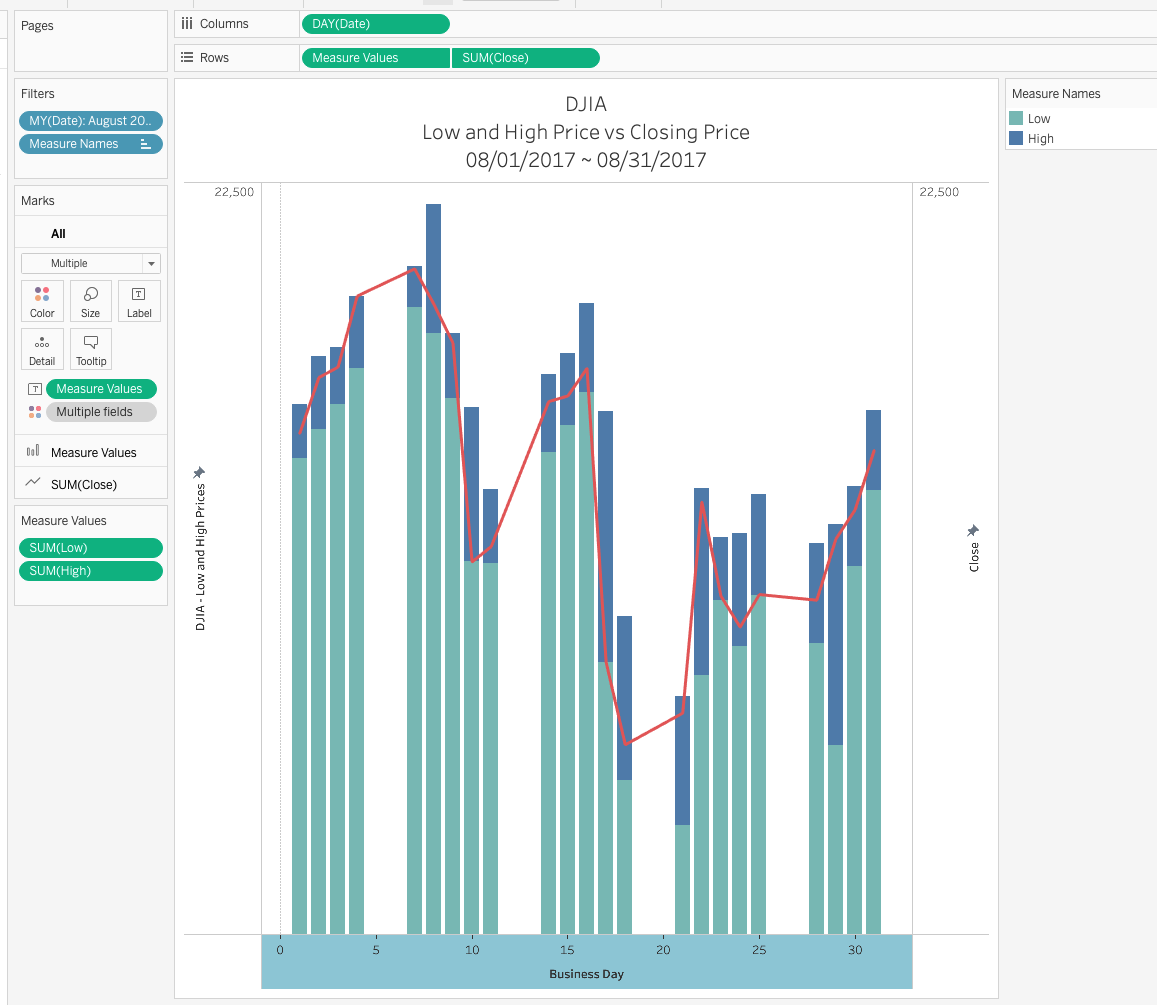 Pages
Columns
DAY(Date)
Rows
Measure Values
SUM(Close)
Filters
MY(Date): August 20..
Measure Names
Marks
All
Multiple
Color
Size
Label
Detail
Tooltip
Measure Values
Multiple fields
Measure Values
SUM(Close)
Measure Values
SUM(Low)
SUM(High)
DJIA
Low and High Price vs Closing Price
08/01/2017 ~ 08/31/2017
22,500
22,500
DJIA - Low and High Prices
Close
0 5 10 15 20 25 30
Business Day
Measure Names
Low
High